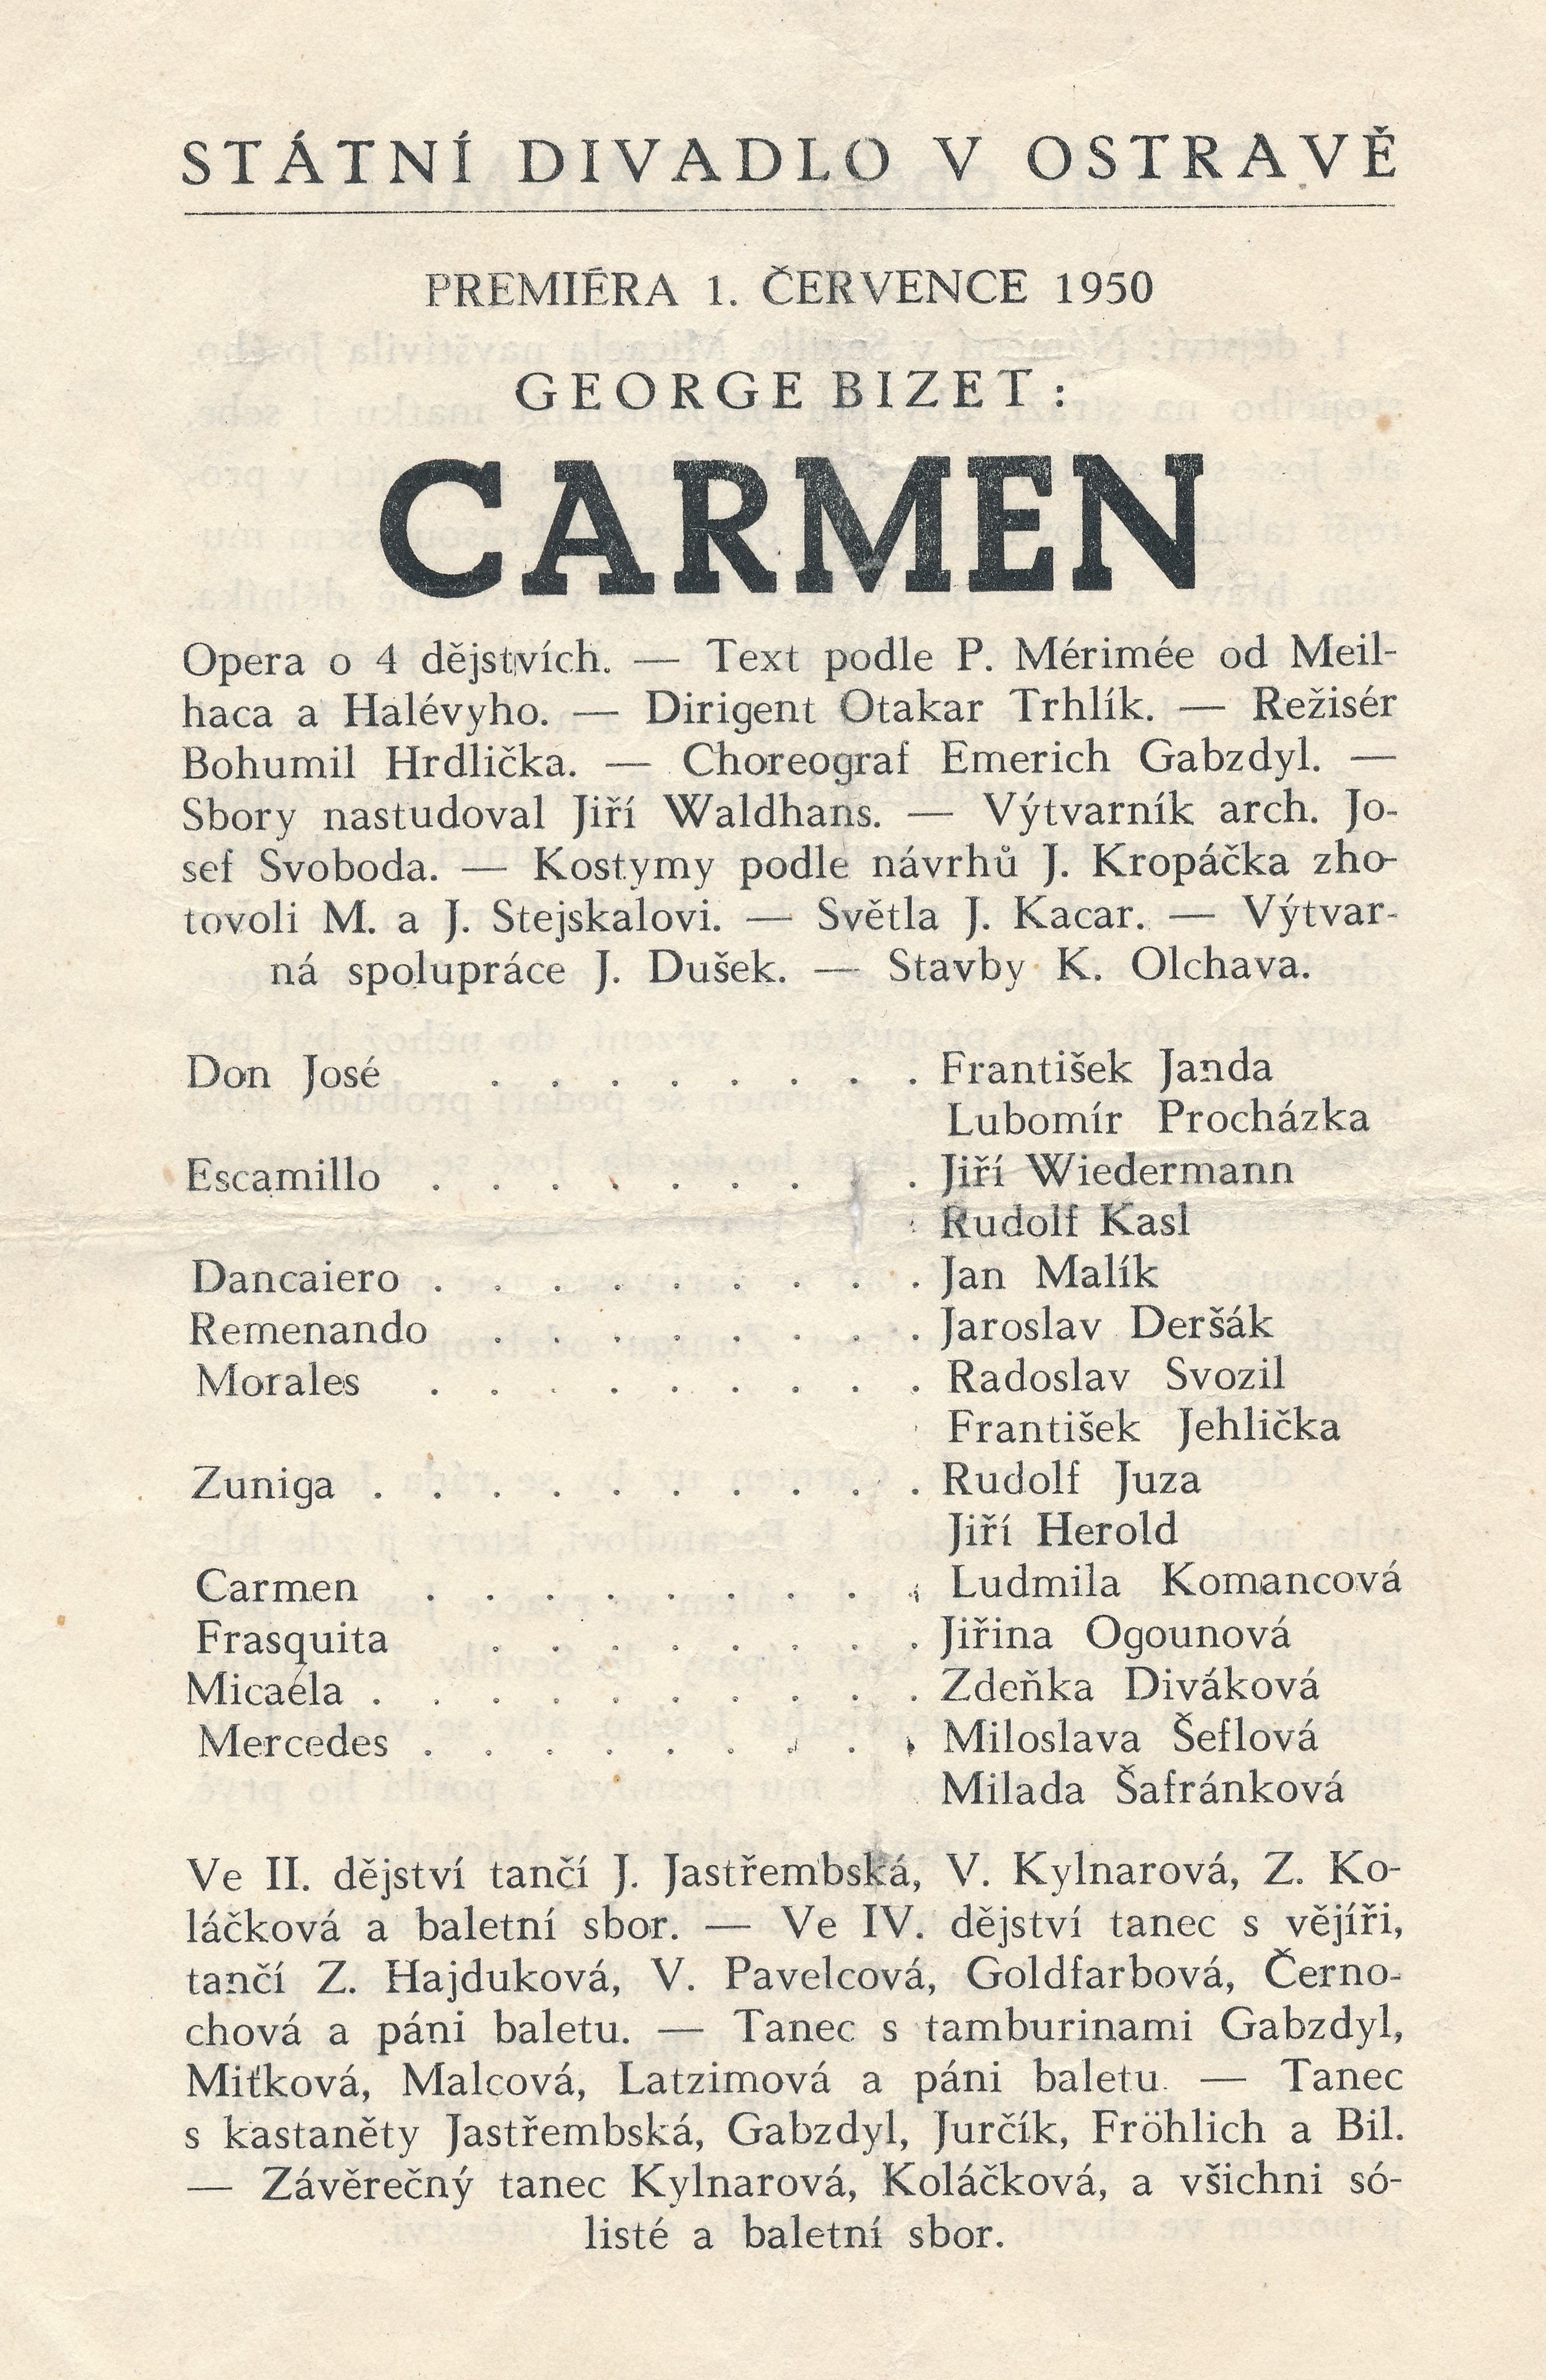 STÁTNÍ DIVADLO V OSTRAVĚ
PREMIÉRA 1. ČERVENCE 1950
GEORGE BIZET:
CARMEN
Opera o 4 dějstvích. — Text podle P. Mérimée od Meil-
haca a Halévyho. — Dirigent Otakar Trhlík. — Režisér
Bohumil Hrdlička. — Choreograf Emerich Gabzdyl. —
Sbory nastudoval Jiří Waldhans. — Výtvarník arch. Jo-
sef Svoboda. — Kostymy podle návrhů J. Kropáčka zho-
tovoli M. a J. Stejskalovi. — Světla J. Kacar. — Výtvar-
ná spolupráce J. Dušek. — Stavby K. Olchava.
Don José . . . . . . . . František Janda
Lubomír Procházka
Escamillo . . . . . . . . Jiří Wiedermann
Rudolf Kasl
Dancaiero . . . . . . . . . Jan Malík
Remenando . . . . . . . . Jaroslav Deršák
Morales . . . . . . . . . Radoslav Svozil
František Jehlička
Zuniga . . . . . . . . . . Rudolf Juza
Jiří Herold
Carmen . . . . . . . . . Ludmila Komancová
Frasquita . . . . . . . . Jiřina Ogounová
Micaéla . . . . . . . . . . Zdeňka Diváková
Mercedes . . . . . . . . . Miloslava Šeflová
Milada Šafránková
Ve II. dějství tančí J. Jastřembská, V. Kylnarová, Z. Ko-
láčková a baletní sbor. — Ve IV. dějství tanec s vějíři,
tančí Z. Hajduková, V. Pavelcová, Goldfarbová, Černo-
chová a páni baletu. — Tanec s tamburinami Gabzdyl,
Miťková, Malcová, Latzimová a páni baletu. — Tanec
s kastaněty Jastřembská, Gabzdyl, Jurčík, Fröhlich a Bil.
— Závěrečný tanec Kylnarová, Koláčková, a všichni só-
listé a baletní sbor.